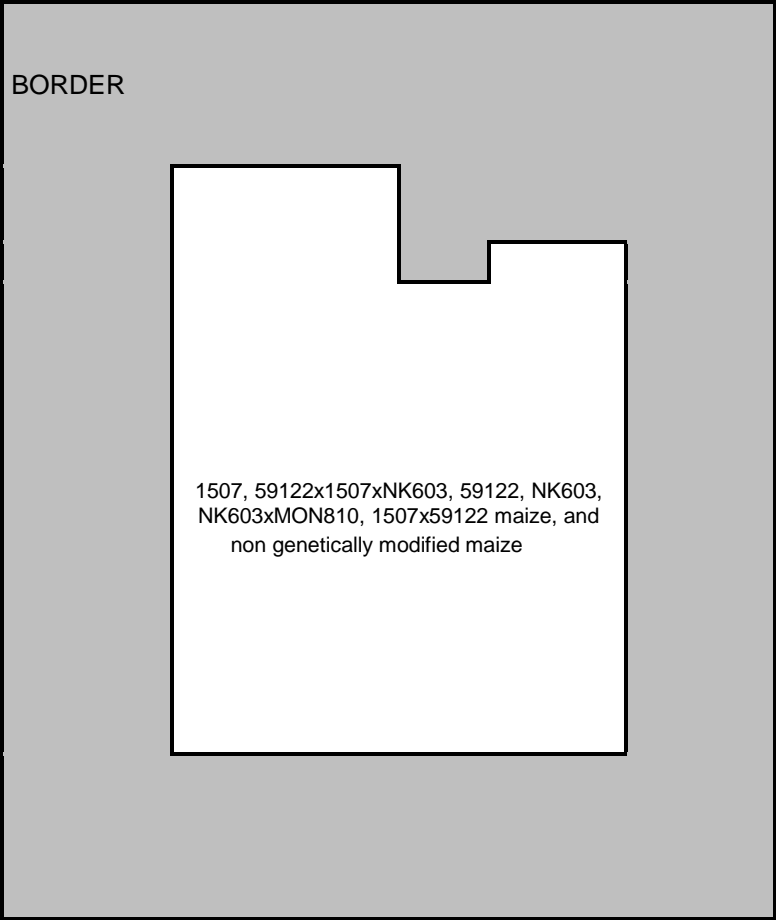 BORDER
1507, 59122x1507xNK603, 59122, NK603,
NK603xMON810, 1507x59122 maize, and
non genetically modified maize